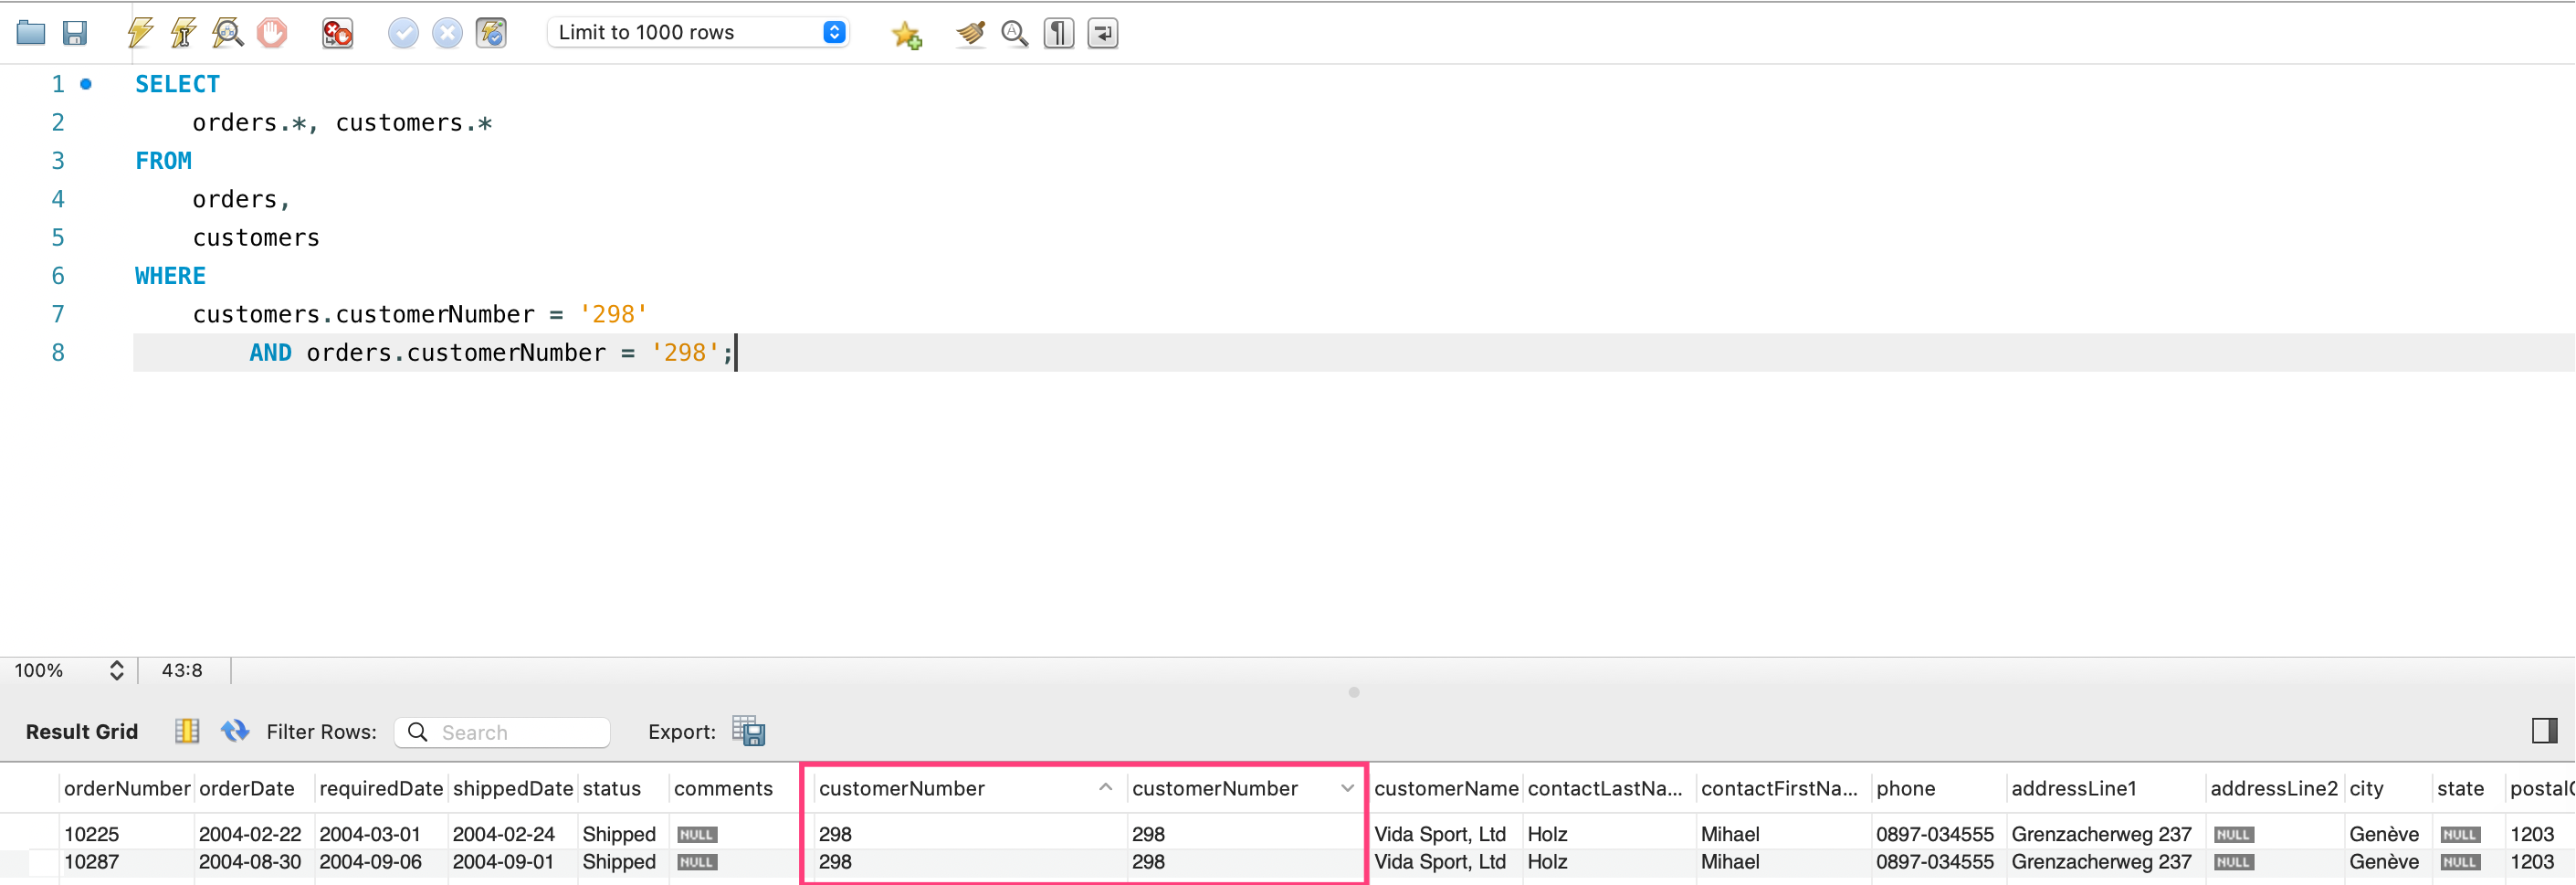 Limit to 1000 rows
1 SELECT
2 orders.*, customers.*
3 FROM
4 orders,
5 customers
6 WHERE
7 customers.customerNumber = '298'
8 AND orders.customerNumber = '298';
100% 43:8
Result Grid Filter Rows: Search Export:
orderNumber orderDate requiredDate shippedDate status comments customerNumber customerNumber customerName contactLastNa... contactFirstNa... phone addressLine1 addressLine2 city state postalC
10225 2004-02-22 2004-03-01 2004-02-24 Shipped NULL 298 298 Vida Sport, Ltd Holz Mihael 0897-034555 Grenzacherweg 237 NULL Genève NULL 1203
10287 2004-08-30 2004-09-06 2004-09-01 Shipped NULL 298 298 Vida Sport, Ltd Holz Mihael 0897-034555 Grenzacherweg 237 NULL Genève NULL 1203